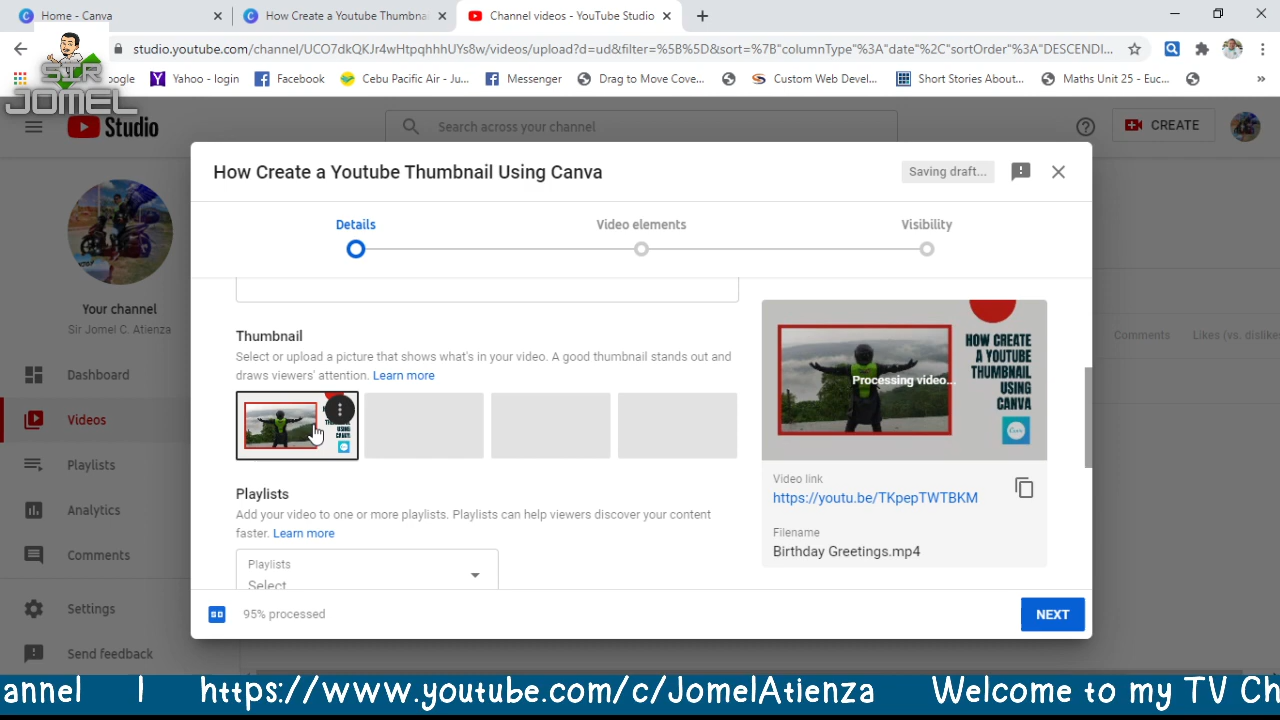 Home - Canva
How Create a Youtube Thumbna
Channel videos - YouTube Studio
studio.youtube.com/channel/UCO7dkQKJr4wHtpqhhhUYs8w/videos/upload?d=ud&filter=%5B%5D&sort=%7B"columnType"%3A"date"%2C"sortOrder"%3A"DESCENDI...
ogle
Yahoo - login
Facebook
Cebu Pacific Air - Ju...
Messenger
Drag to Move Cove...
Custom Web Devel...
Short Stories About...
Maths Unit 25 - Euc...
»
SIR
JOMEL
Studio
Search across your channel
CREATE
How Create a Youtube Thumbnail Using Canva
Saving draft...
Details
Video elements
Visibility
Your channel
Sir Jomel C. Atienza
Dashboard
Videos
Playlists
Analytics
Comments
Settings
Send feedback
Comments
Likes (vs. dislike
Thumbnail
Select or upload a picture that shows what's in your video. A good thumbnail stands out and
draws viewers' attention. Learn more
Playlists
Add your video to one or more playlists. Playlists can help viewers discover your content
faster. Learn more
Playlists
Select
HOW CREATE
A YOUTUBE
THUMBNAIL
USING
CANVA
Canva
Processing video...
Video link
https://youtu.be/TKpepTWTBKM
Filename
Birthday Greetings.mp4
95% processed
NEXT
annel | https://www.youtube.com/c/JomelAtienza Welcome to my TV Ch